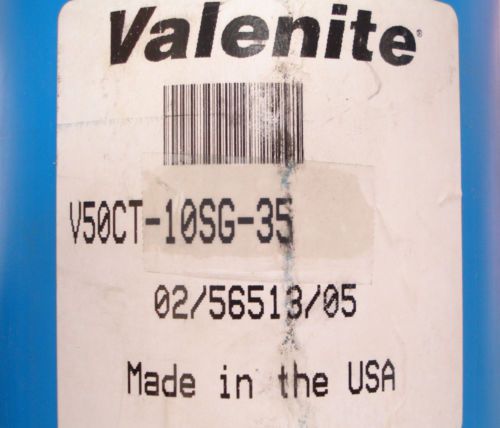 Valenite®
V50CT-10SG-35
02/56513/05
Made in the USA